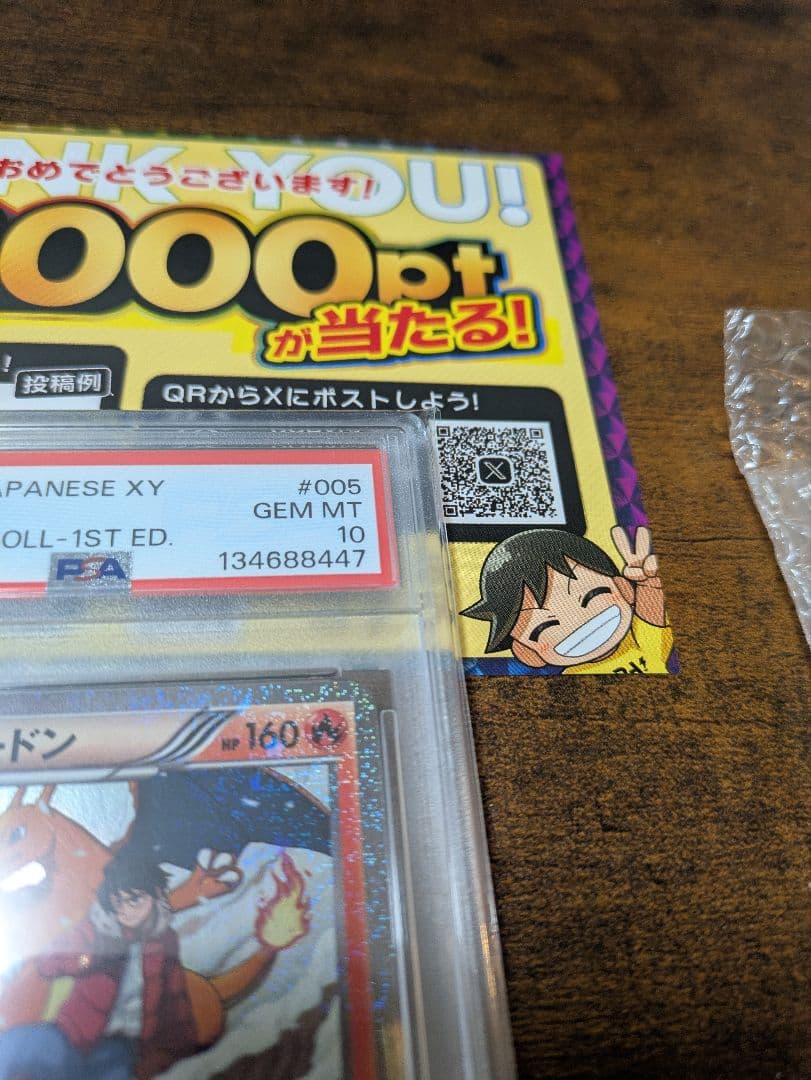 NK YOU!
おめでとうございます!
000pt
が当たる!
!
投稿例
QRからXにポストしよう!
X
APANESE XY #005
GEM MT
OLL-1ST ED. 10
PSA 134688447
ードン HP 160